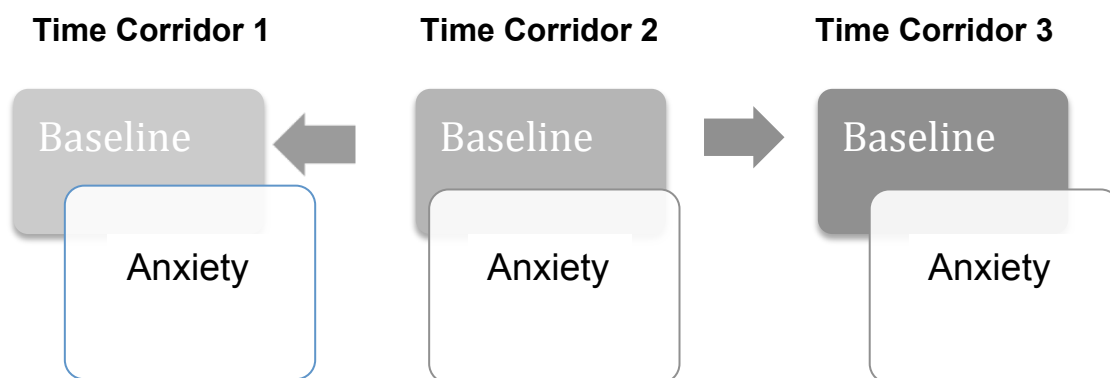 Time Corridor 1
Time Corridor 2
Time Corridor 3
Baseline
Baseline
Baseline
Anxiety
Anxiety
Anxiety